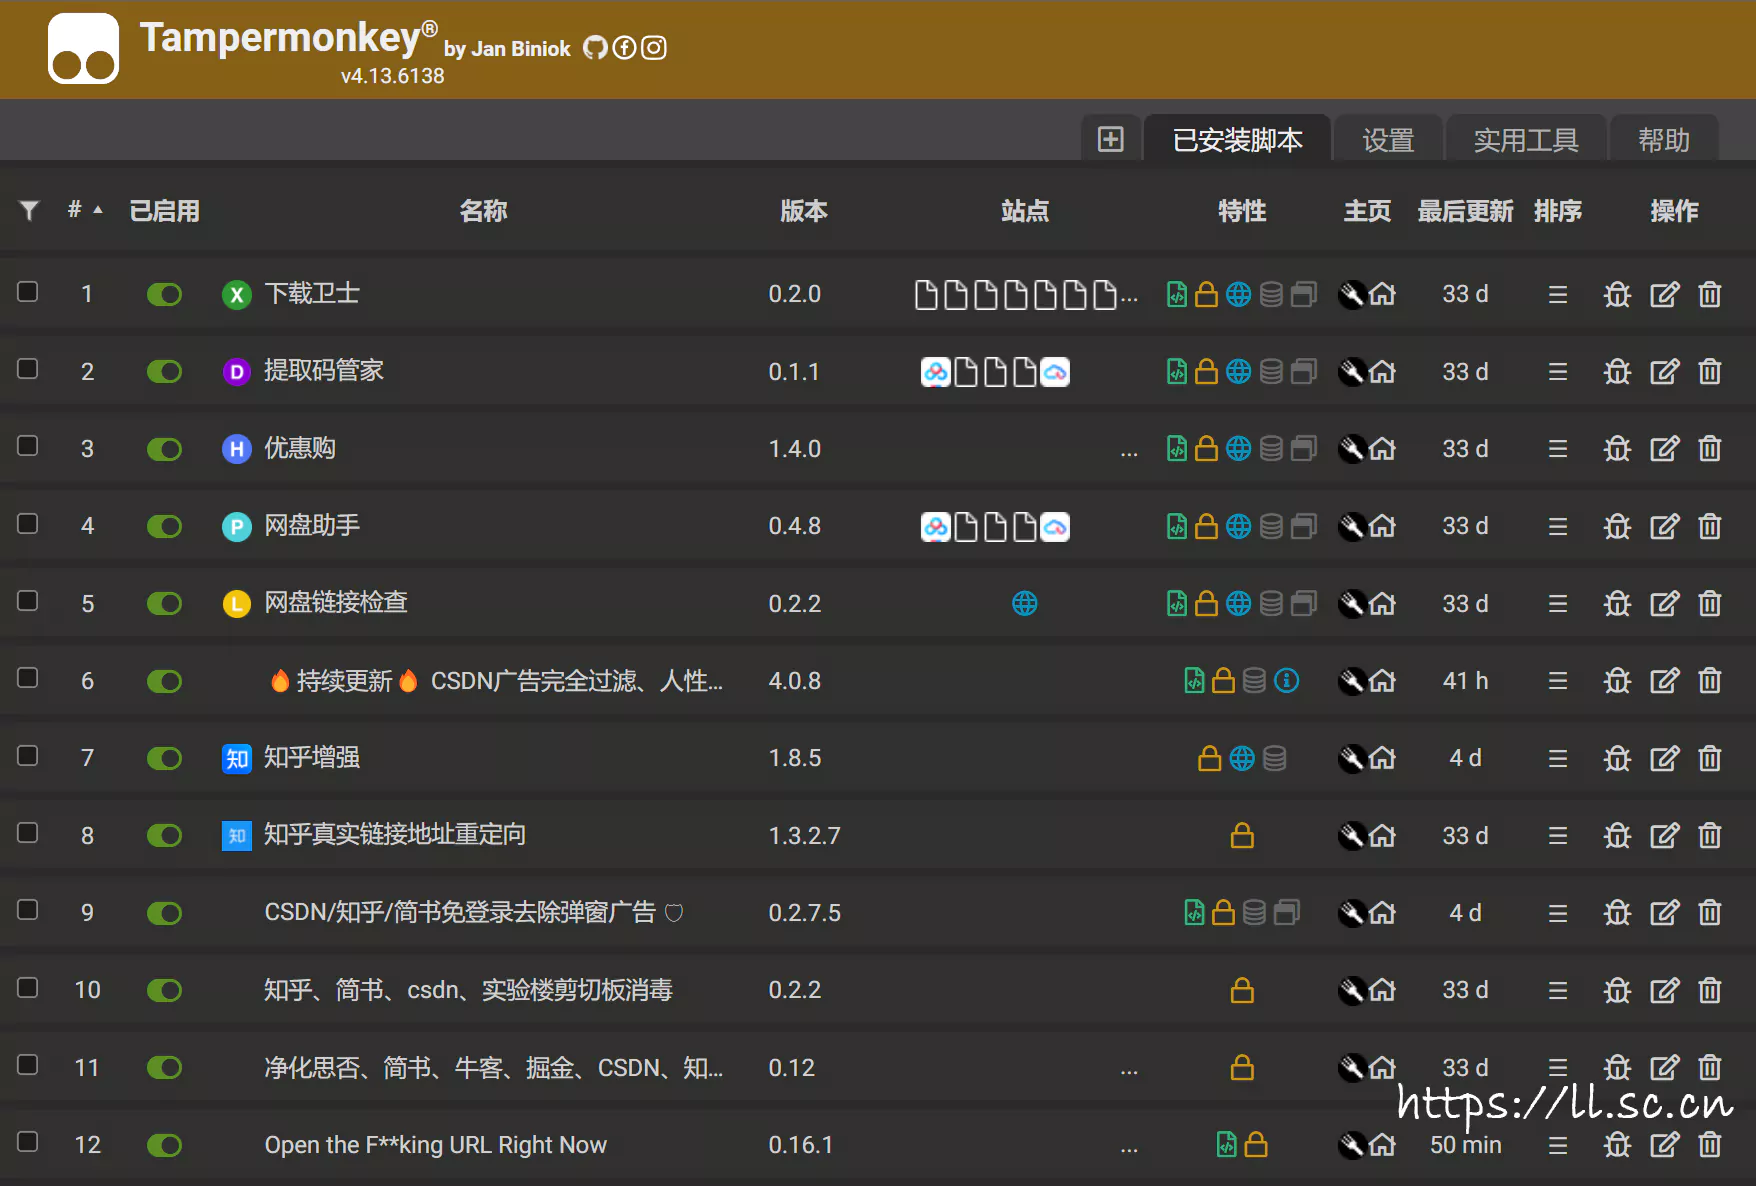 Tampermonkey® by Jan Biniok
v4.13.6138
已安装脚本 设置 实用工具 帮助
# 已启用 名称 版本 站点 特性 主页 最后更新 排序 操作
1 X 下载卫士 0.2.0 ... 33 d
2 D 提取码管家 0.1.1 33 d
3 H 优惠购 1.4.0 ... 33 d
4 P 网盘助手 0.4.8 33 d
5 L 网盘链接检查 0.2.2 33 d
6 🔥持续更新🔥 CSDN广告完全过滤、人性... 4.0.8 41 h
7 知 知乎增强 1.8.5 4 d
8 知 知乎真实链接地址重定向 1.3.2.7 33 d
9 CSDN/知乎/简书免登录去除弹窗广告 🛡 0.2.7.5 4 d
10 知乎、简书、csdn、实验楼剪切板消毒 0.2.2 33 d
11 净化思否、简书、牛客、掘金、CSDN、知... 0.12 ... 33 d
https://ll.sc.cn
12 Open the F**king URL Right Now 0.16.1 ... 50 min